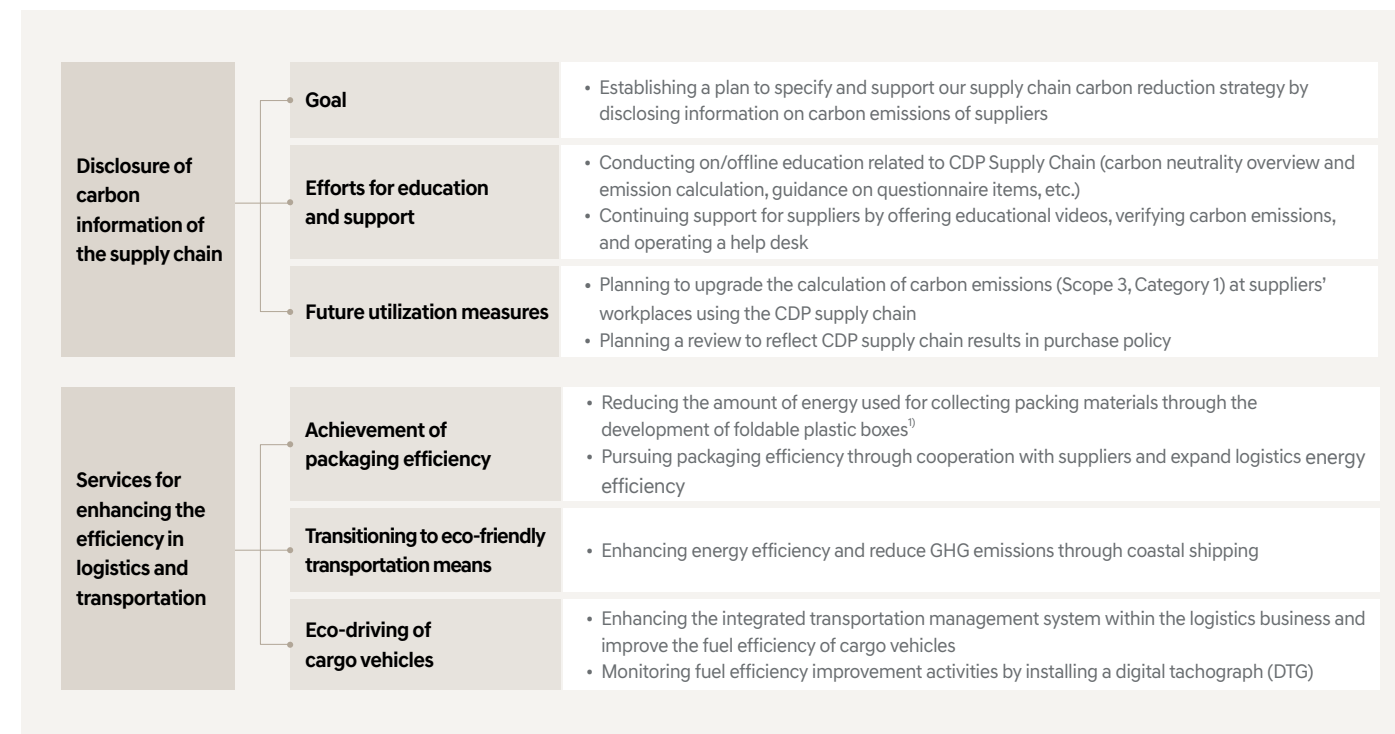 Disclosure of
carbon
information of
the supply chain
Goal
• Establishing a plan to specify and support our supply chain carbon reduction strategy by
disclosing information on carbon emissions of suppliers
Efforts for education
and support
• Conducting on/offline education related to CDP Supply Chain (carbon neutrality overview and
emission calculation, guidance on questionnaire items, etc.)
• Continuing support for suppliers by offering educational videos, verifying carbon emissions,
and operating a help desk
Future utilization measures
• Planning to upgrade the calculation of carbon emissions (Scope 3, Category 1) at suppliers’
workplaces using the CDP supply chain
• Planning a review to reflect CDP supply chain results in purchase policy
Services for
enhancing the
efficiency in
logistics and
transportation
Achievement of
packaging efficiency
• Reducing the amount of energy used for collecting packing materials through the
development of foldable plastic boxes1)
• Pursuing packaging efficiency through cooperation with suppliers and expand logistics energy
efficiency
Transitioning to eco-friendly
transportation means
• Enhancing energy efficiency and reduce GHG emissions through coastal shipping
Eco-driving of
cargo vehicles
• Enhancing the integrated transportation management system within the logistics business and
improve the fuel efficiency of cargo vehicles
• Monitoring fuel efficiency improvement activities by installing a digital tachograph (DTG)